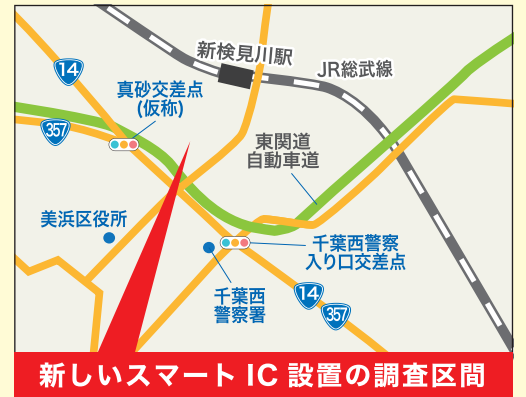 新検見川駅
JR総武線
14
真砂交差点
(仮称)
357
東関道
自動車道
美浜区役所
千葉西警察
入り口交差点
千葉西
警察署
14
357
新しいスマートIC設置の調査区間